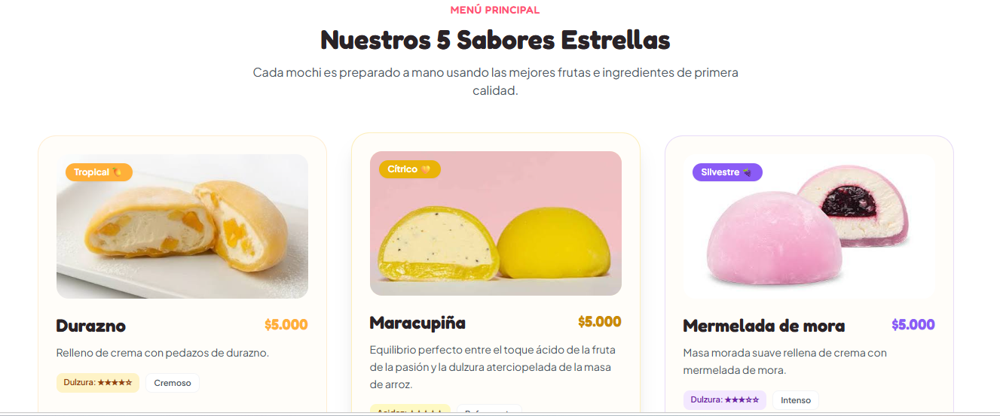 MENÚ PRINCIPAL
Nuestros 5 Sabores Estrellas
Cada mochi es preparado a mano usando las mejores frutas e ingredientes de primera
calidad.
Tropical
Cítrico
Silvestre
Durazno
$5.000
Relleno de crema con pedazos de durazno.
Dulzura: ★★★★☆
Cremoso
Maracupiña
$5.000
Equilibrio perfecto entre el toque ácido de la fruta
de la pasión y la dulzura aterciopelada de la masa
de arroz.
Mermelada de mora
$5.000
Masa morada suave rellena de crema con
mermelada de mora.
Dulzura: ★★★☆☆
Intenso